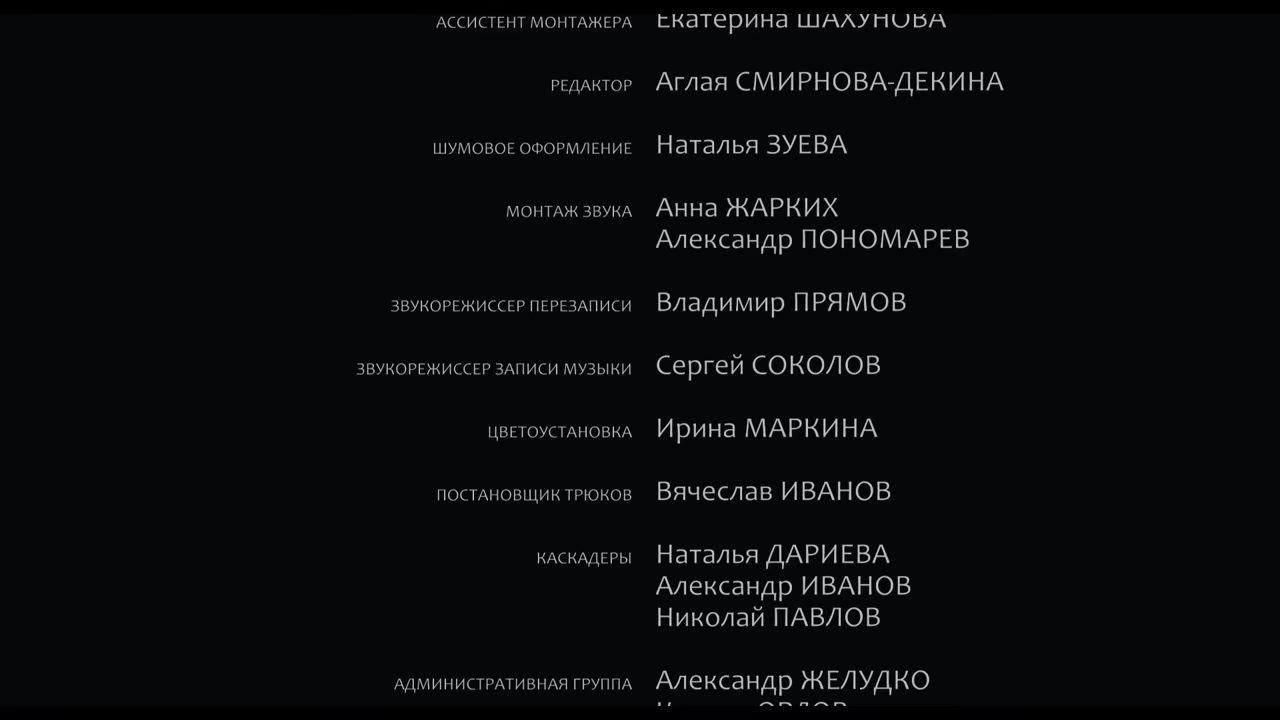 АССИСТЕНТ МОНТАЖЕРА Екатерина ШАХУНОВА
РЕДАКТОР Аглая СМИРНОВА-ДЕКИНА
ШУМОВОЕ ОФОРМЛЕНИЕ Наталья ЗУЕВА
МОНТАЖ ЗВУКА Анна ЖАРКИХ
Александр ПОНОМАРЕВ
ЗВУКОРЕЖИССЕР ПЕРЕЗАПИСИ Владимир ПРЯМОВ
ЗВУКОРЕЖИССЕР ЗАПИСИ МУЗЫКИ Сергей СОКОЛОВ
ЦВЕТОУСТАНОВКА Ирина МАРКИНА
ПОСТАНОВЩИК ТРЮКОВ Вячеслав ИВАНОВ
КАСКАДЕРЫ Наталья ДАРИЕВА
Александр ИВАНОВ
Николай ПАВЛОВ
АДМИНИСТРАТИВНАЯ ГРУППА Александр ЖЕЛУДКО